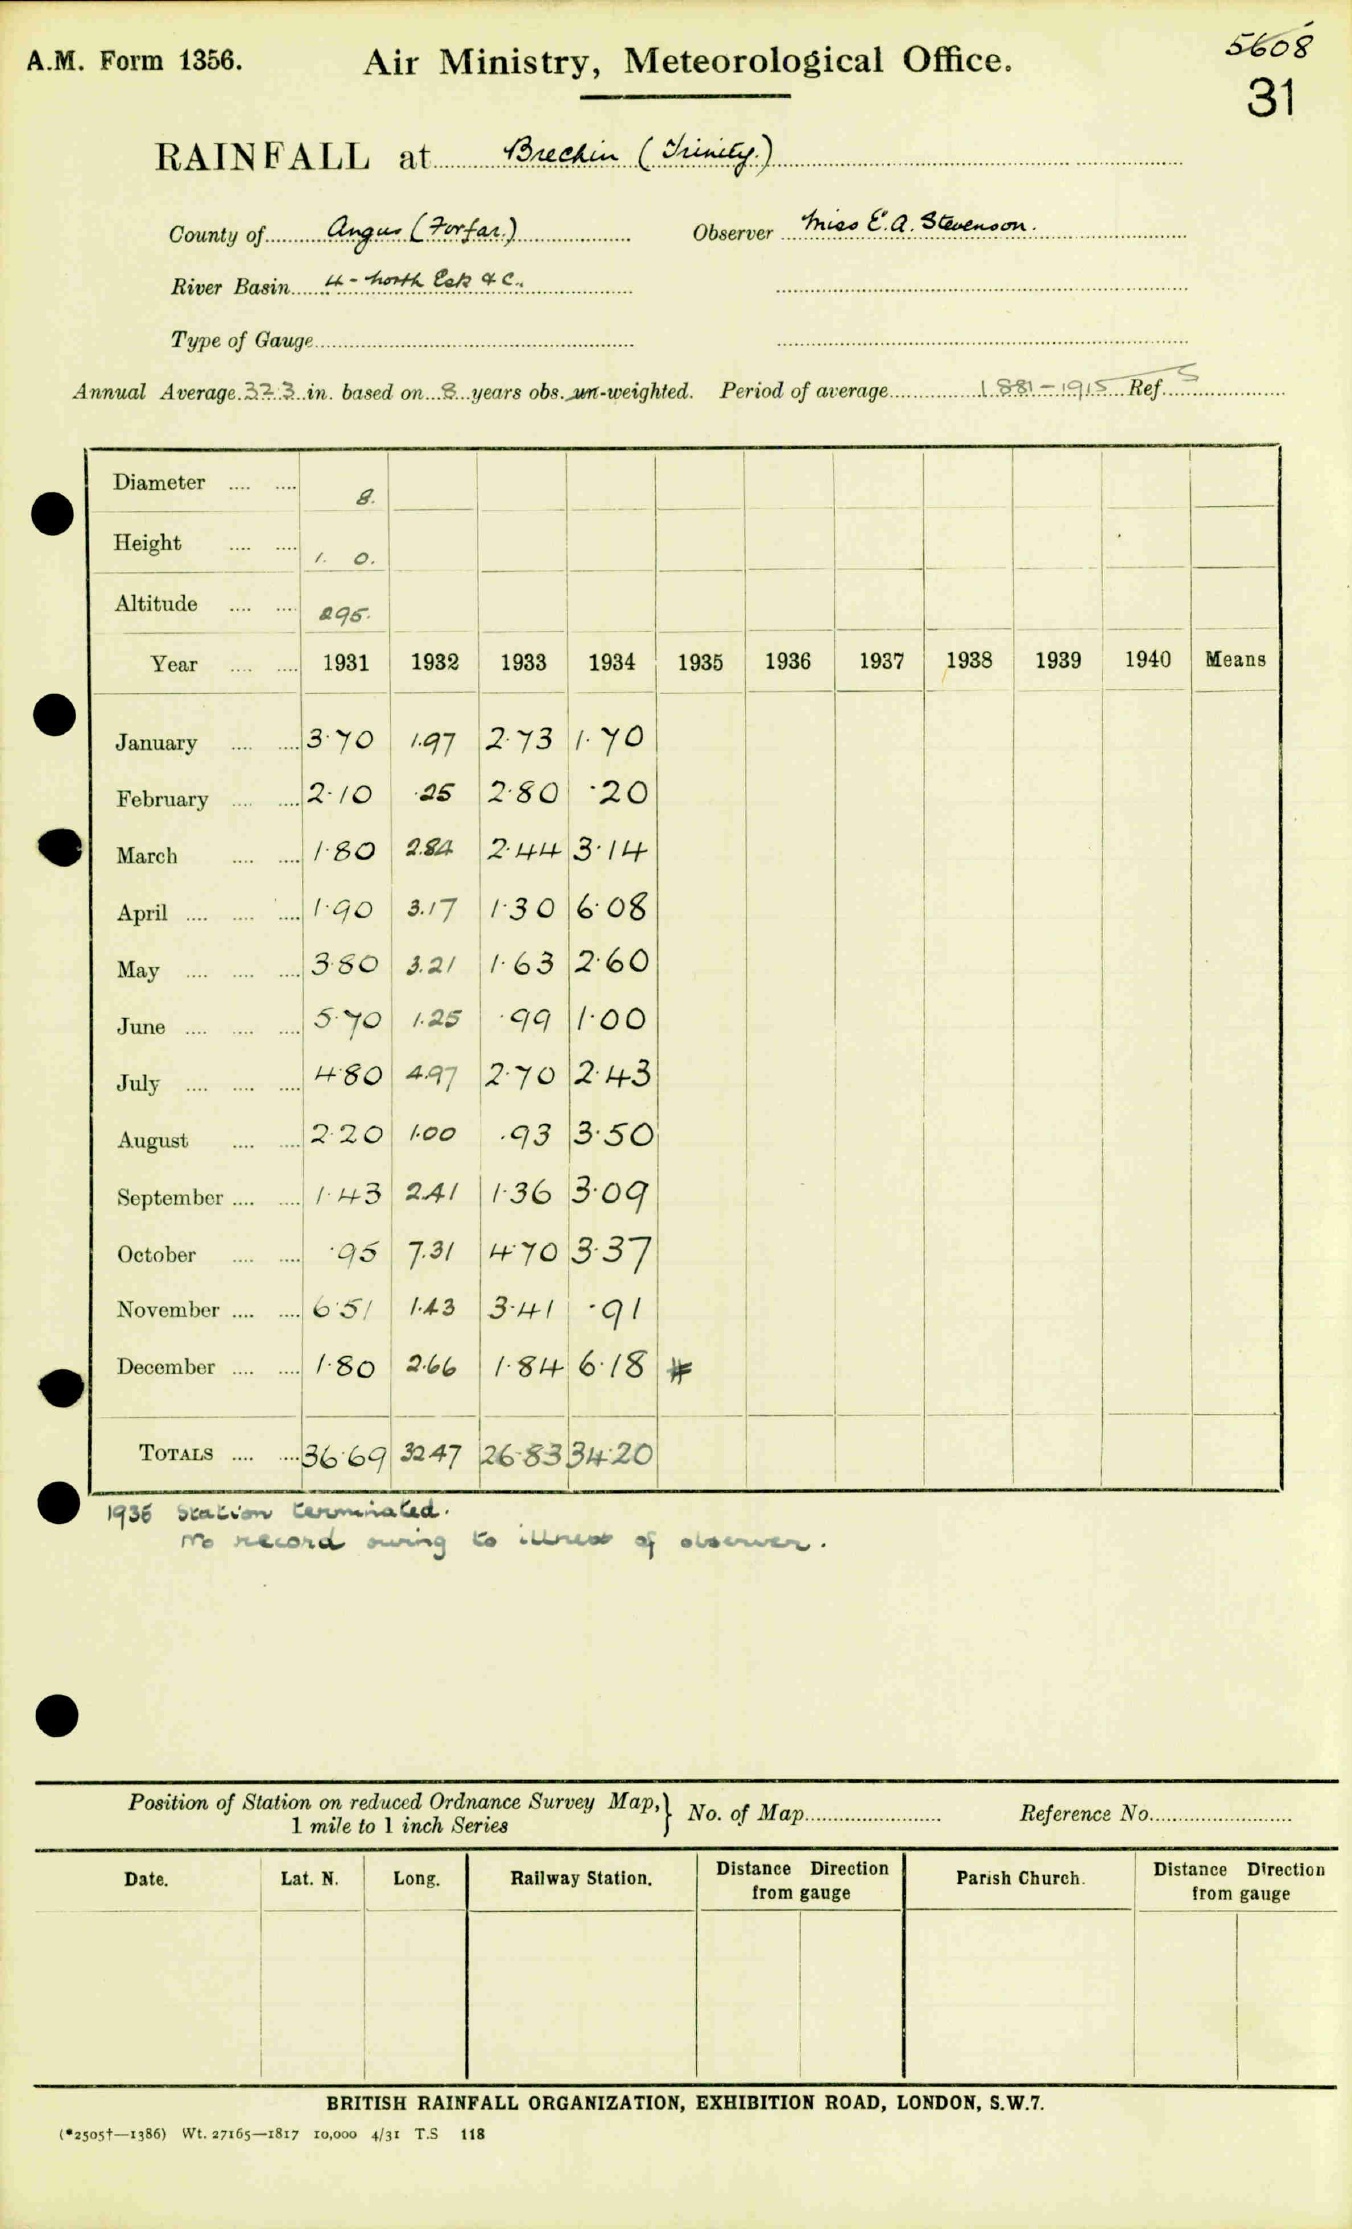 A.M. Form 1356. Air Ministry, Meteorological Office. 5608
31
RAINFALL at Brechin (Trinity.)
County of Angus (Forfar.) Observer Miss E.A. Stevenson.
River Basin 4 - North Esk &c.
Type of Gauge
Annual Average 32.3 in. based on 8 years obs. un-weighted. Period of average 1881-1915 Ref. S
Diameter 8.
Height 1. 0.
Altitude 295.
Year 1931 1932 1933 1934 1935 1936 1937 1938 1939 1940 Means
January 3.70 1.97 2.73 1.70
February 2.10 .25 2.80 .20
March 1.80 2.84 2.44 3.14
April 1.90 3.17 1.30 6.08
May 3.80 3.21 1.63 2.60
June 5.70 1.25 .99 1.00
July 4.80 4.97 2.70 2.43
August 2.20 1.00 .93 3.50
September 1.43 2.41 1.36 3.09
October .95 7.31 4.70 3.37
November 6.51 1.43 3.41 .91
December 1.80 2.66 1.84 6.18 #
TOTALS 36.69 32.47 26.83 34.20
1935 Station terminated.
No record owing to illness of observer.
Position of Station on reduced Ordnance Survey Map, } No. of Map Reference No.
1 mile to 1 inch Series
Date. Lat. N. Long. Railway Station. Distance Direction from gauge Parish Church. Distance Direction from gauge
BRITISH RAINFALL ORGANIZATION, EXHIBITION ROAD, LONDON, S.W.7.
(*2505†—1386) Wt. 27165—1817 10,000 4/31 T.S 118